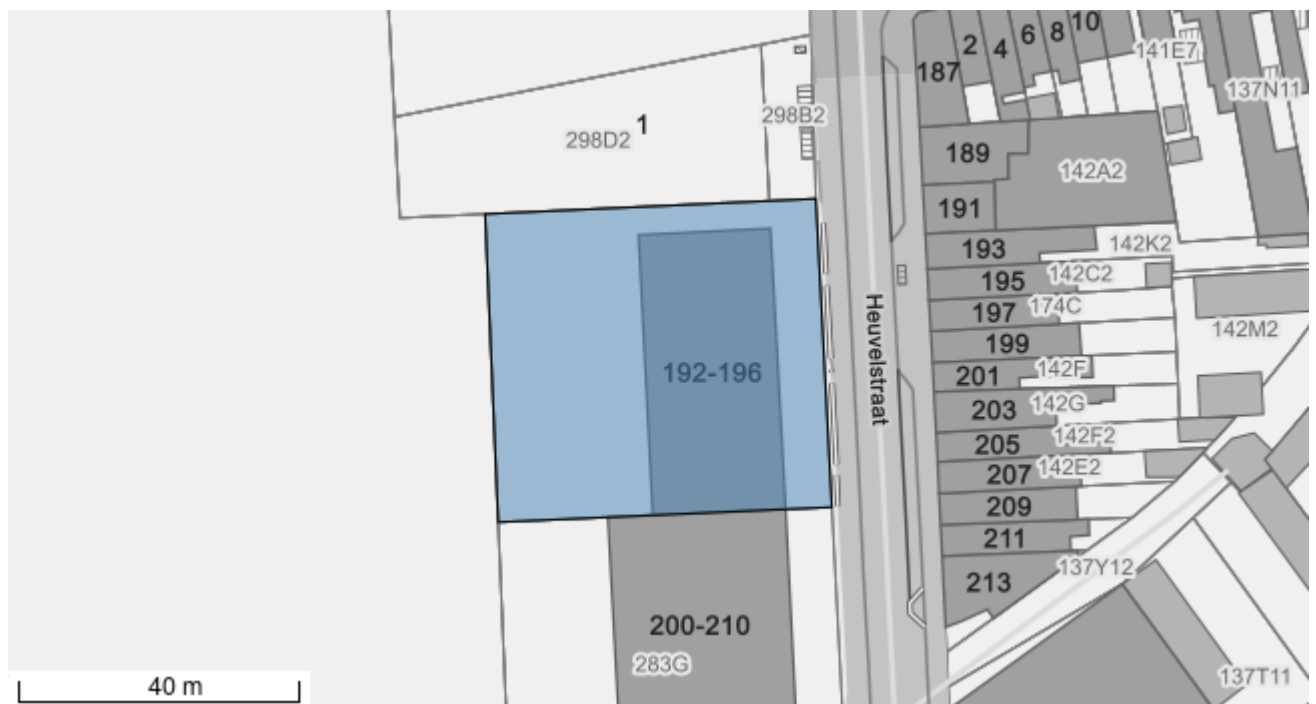 2
4
6
8
10
187
141E7
137N11
298D2
1
298B2
189
142A2
191
193
142K2
195
142C2
197
174C
Heuvelstraat
199
142M2
192-196
201
142F
203
142G
205
142F2
207
142E2
209
211
213
137Y12
200-210
283G
137T11
40 m